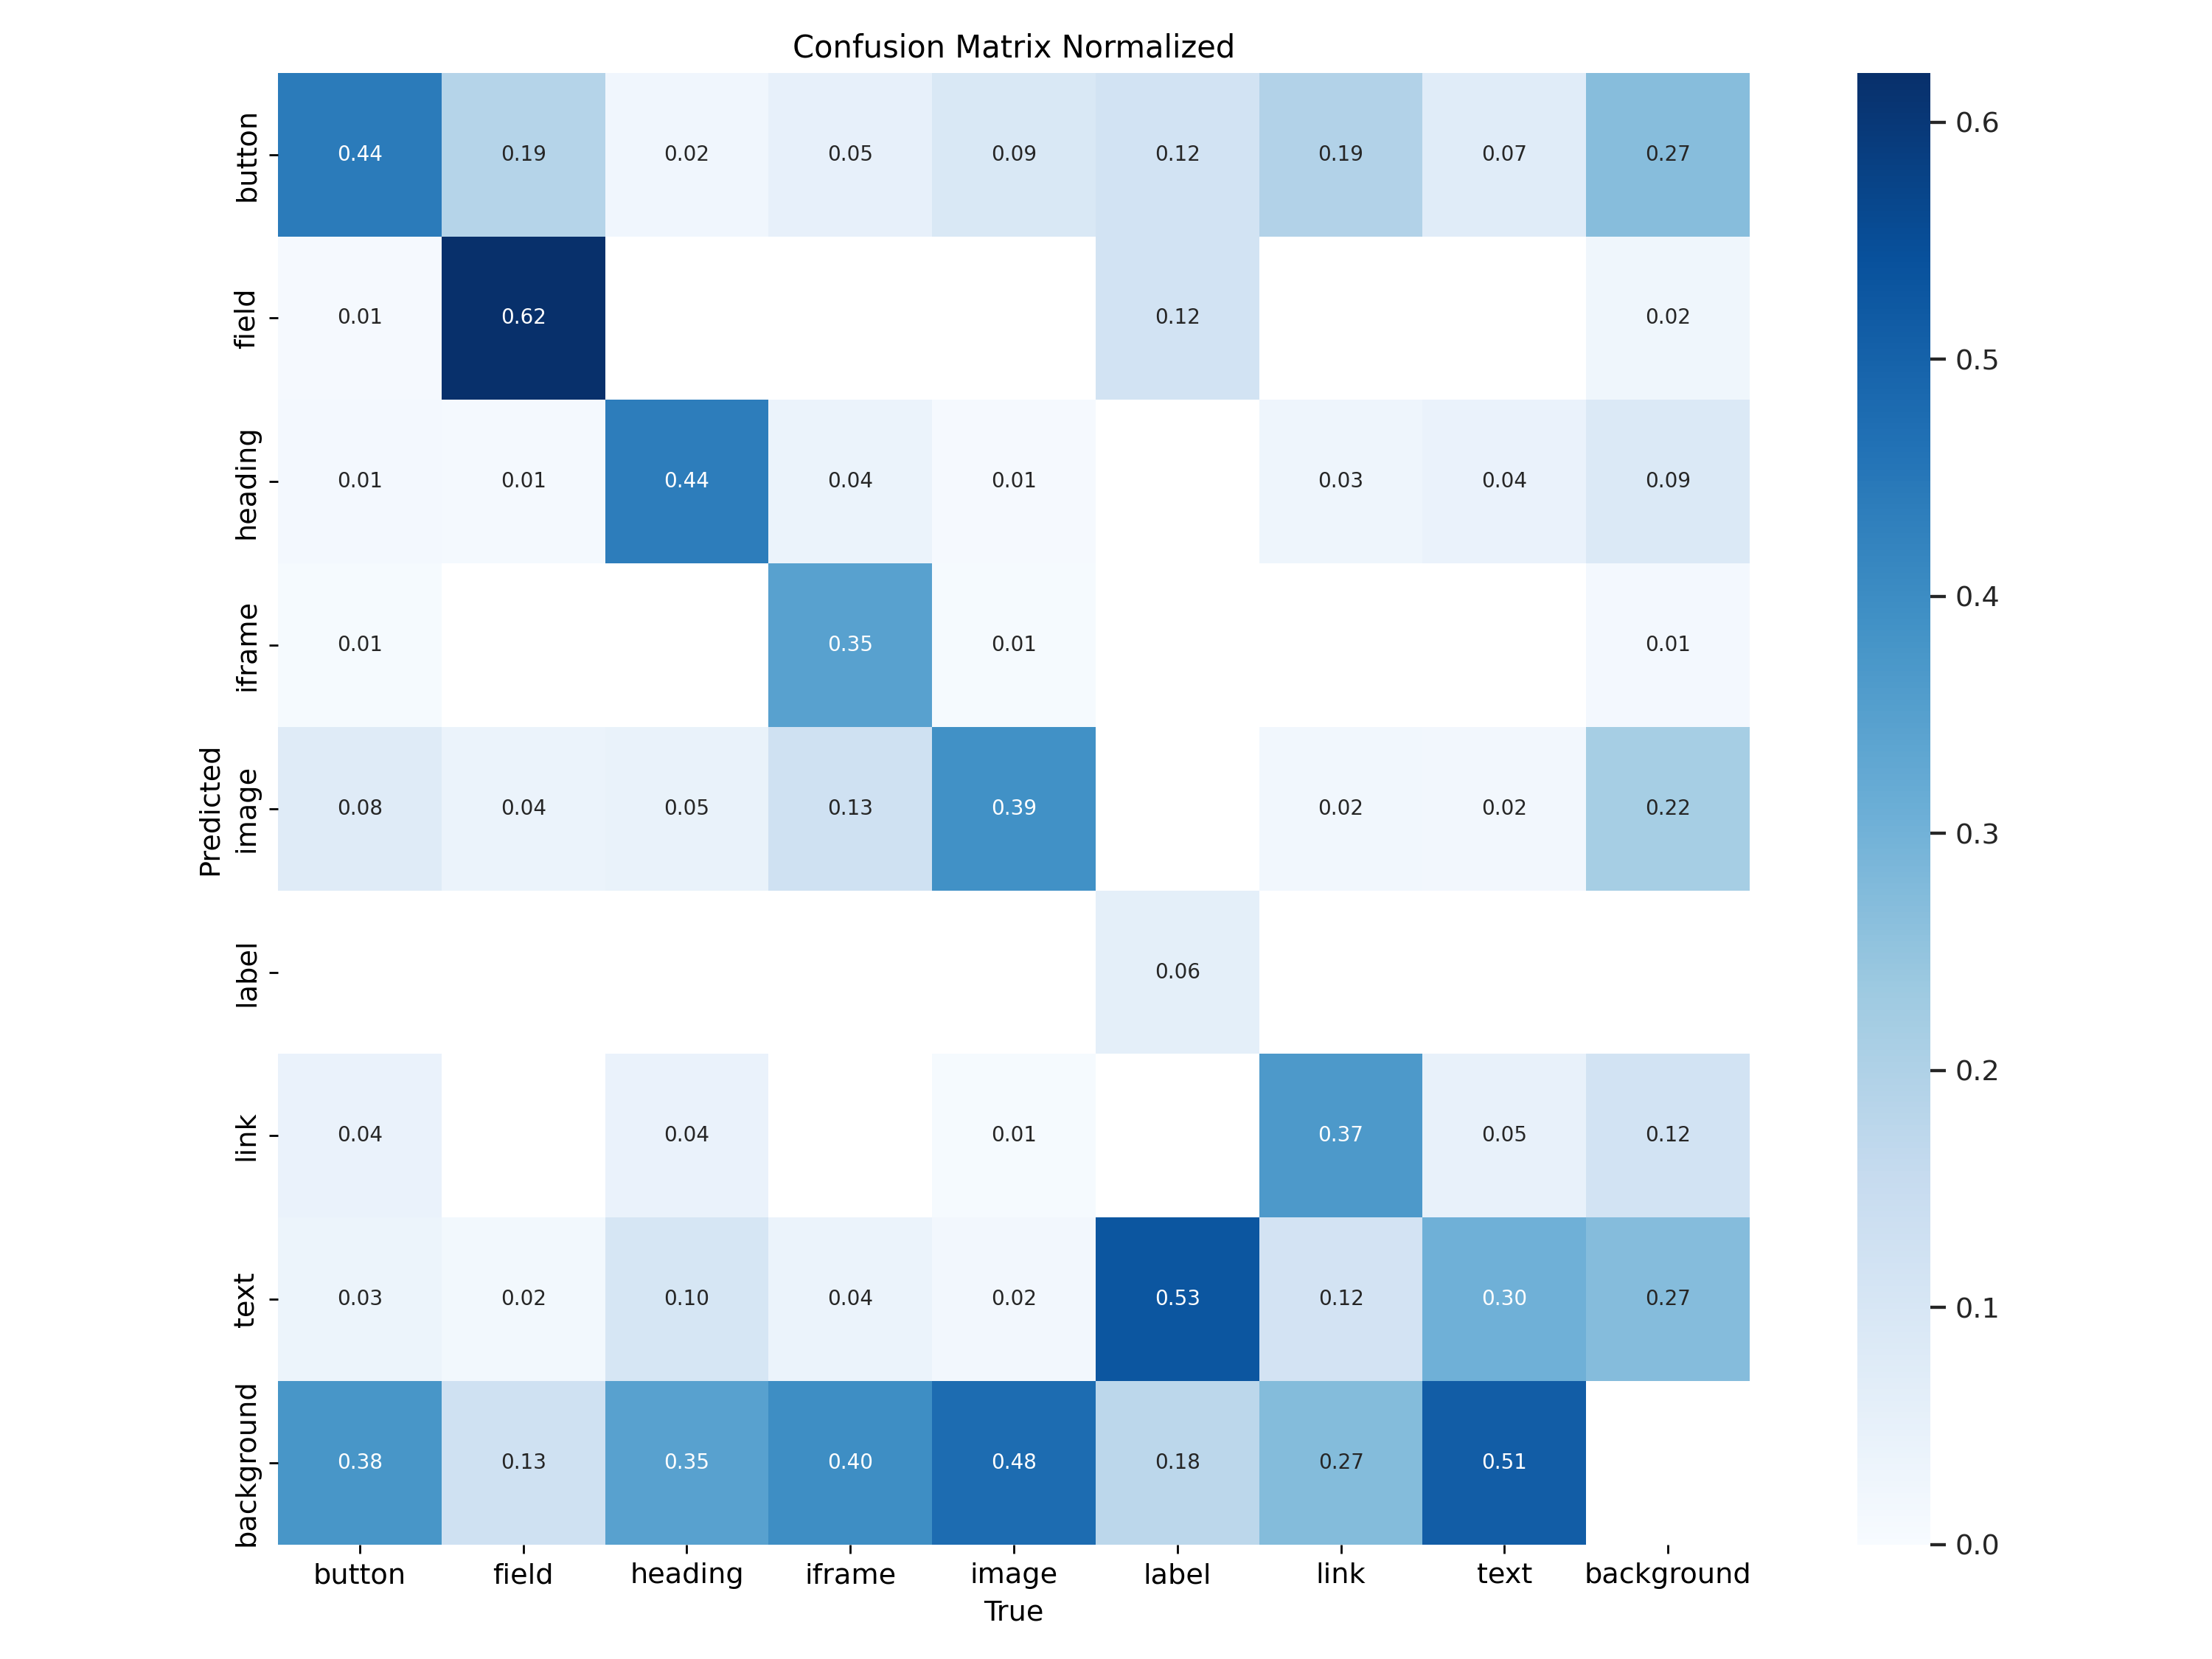 Confusion Matrix Normalized
button 0.44 0.19 0.02 0.05 0.09 0.12 0.19 0.07 0.27
field 0.01 0.62 0.12 0.02
heading 0.01 0.01 0.44 0.04 0.01 0.03 0.04 0.09
iframe 0.01 0.35 0.01 0.01
image 0.08 0.04 0.05 0.13 0.39 0.02 0.02 0.22
label 0.06
link 0.04 0.04 0.01 0.37 0.05 0.12
text 0.03 0.02 0.10 0.04 0.02 0.53 0.12 0.30 0.27
background 0.38 0.13 0.35 0.40 0.48 0.18 0.27 0.51
Predicted
button field heading iframe image label link text background
True
0.6
0.5
0.4
0.3
0.2
0.1
0.0